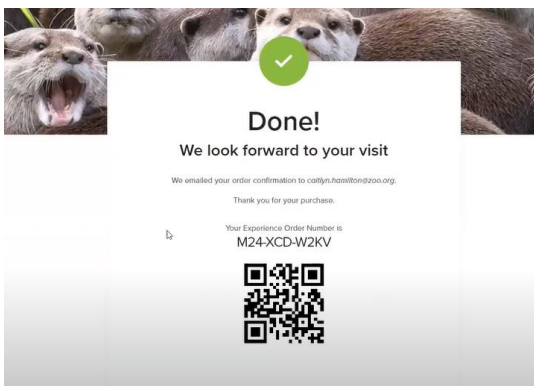 Done!
We look forward to your visit
We emailed your order confirmation to caitlyn.hamilton@zoo.org.
Thank you for your purchase.
Your Experience Order Number is
M24-XCD-W2KV